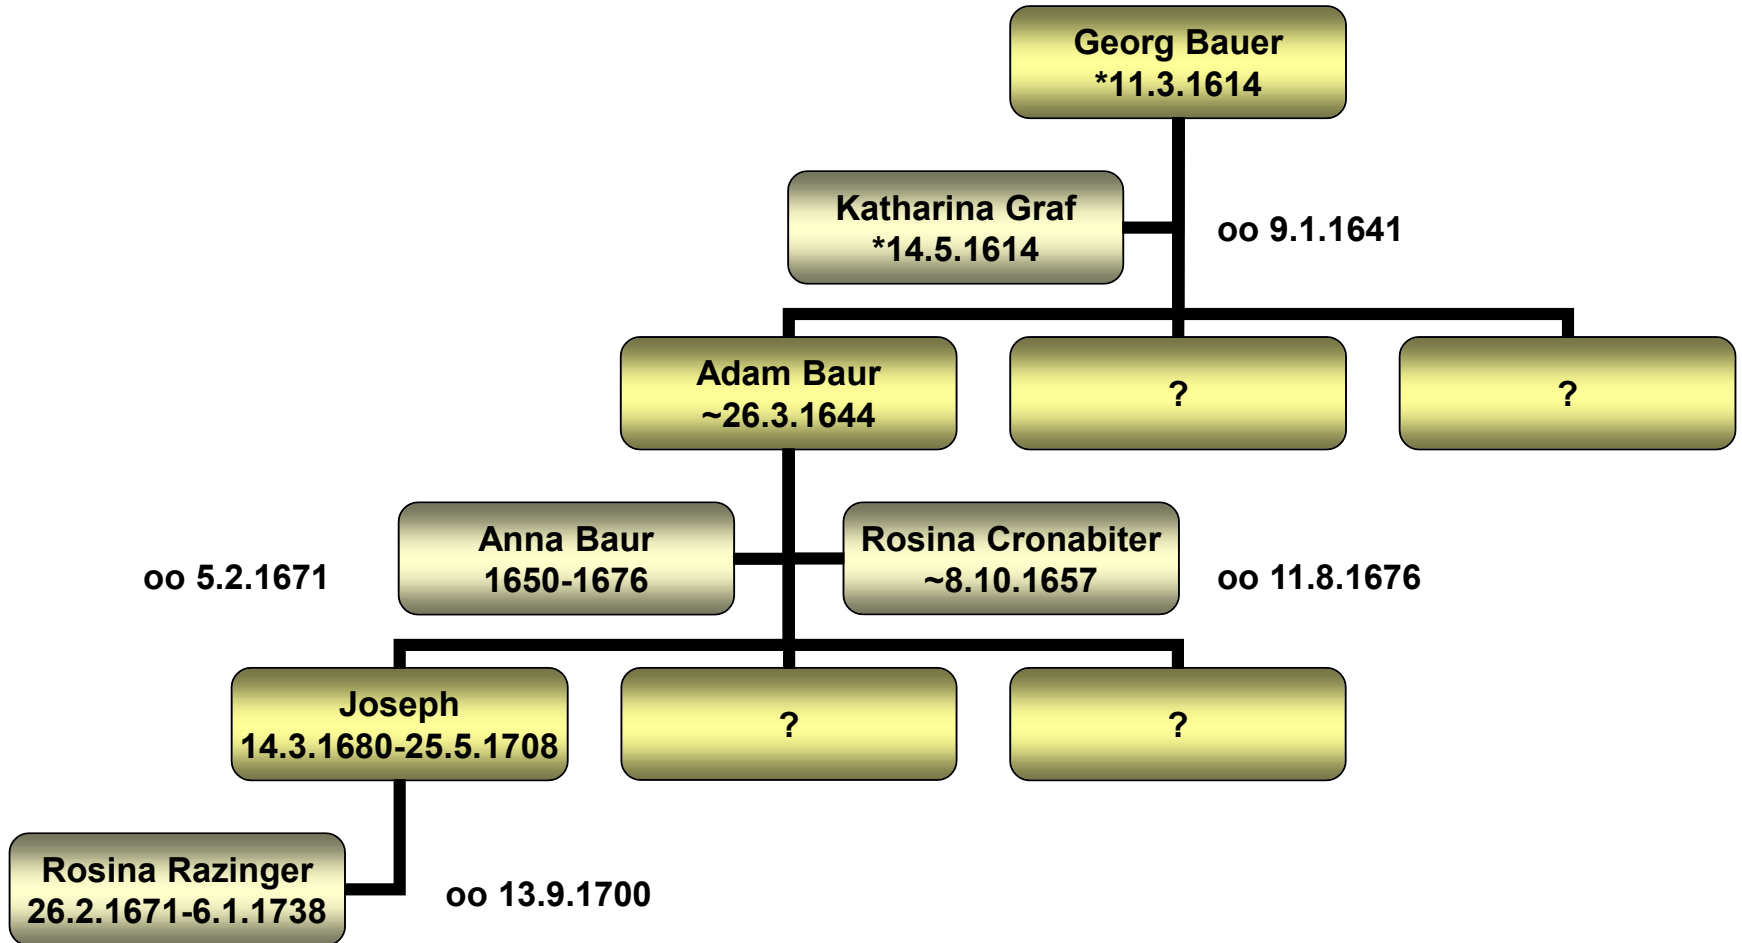 Georg Bauer
*11.3.1614
Katharina Graf
*14.5.1614
oo 9.1.1641
Adam Baur
~26.3.1644
?
?
Anna Baur
1650-1676
Rosina Cronabiter
~8.10.1657
oo 5.2.1671
oo 11.8.1676
Joseph
14.3.1680-25.5.1708
?
?
Rosina Razinger
26.2.1671-6.1.1738
oo 13.9.1700